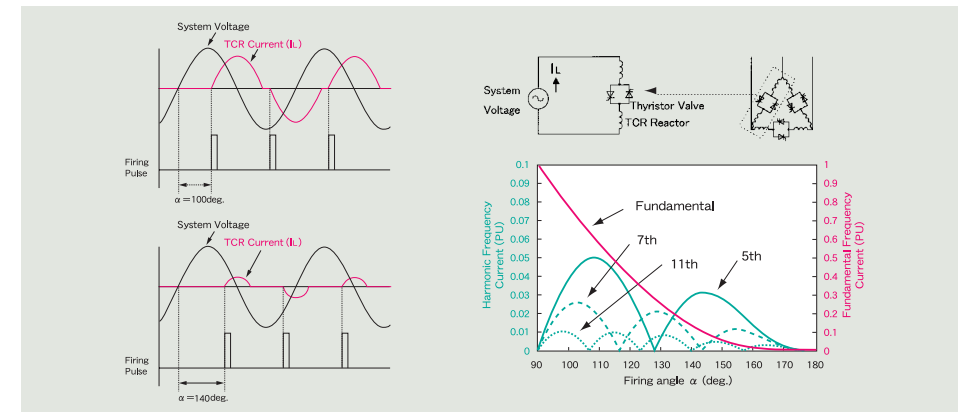 System Voltage
TCR Current (IL)
Firing
Pulse
α=100deg.
System Voltage
TCR Current (IL)
Firing
Pulse
α=140deg.
IL
System
Voltage
Thyristor Valve
TCR Reactor
Harmonic Frequency
Current (PU)
0.1
0.09
0.08
0.07
0.06
0.05
0.04
0.03
0.02
0.01
0
Fundamental
7th
11th
5th
1
0.9
0.8
0.7
0.6
0.5
0.4
0.3
0.2
0.1
0
Fundamental Frequency
Current (PU)
90 100 110 120 130 140 150 160 170 180
Firing angle α (deg.)